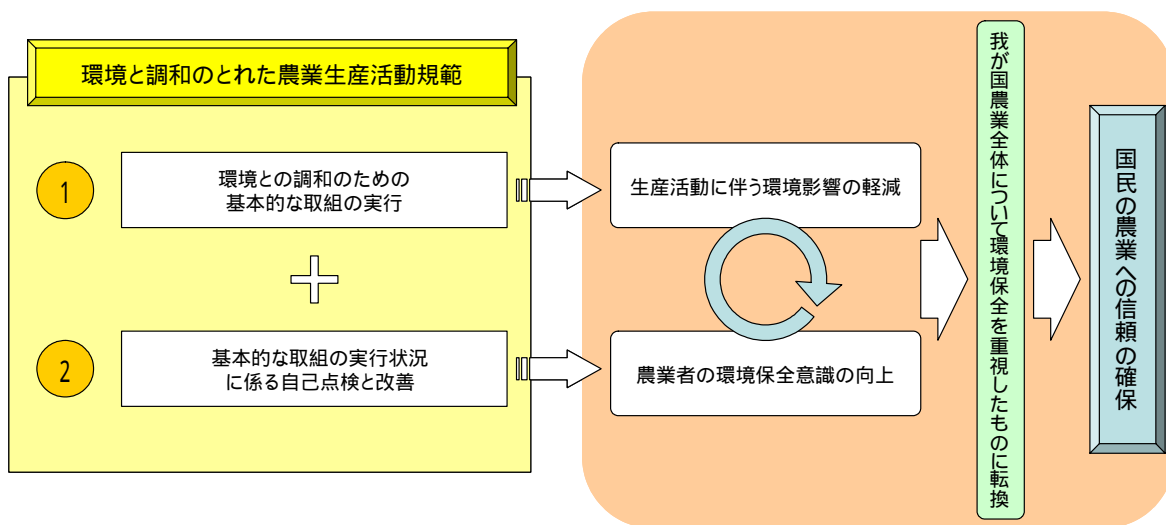 環境と調和のとれた農業生産活動規範
1
環境との調和のための
基本的な取組の実行
2
基本的な取組の実行状況
に係る自己点検と改善
生産活動に伴う環境影響の軽減
農業者の環境保全意識の向上
我が国農業全体について環境保全を重視したものに転換
国民の農業への信頼の確保